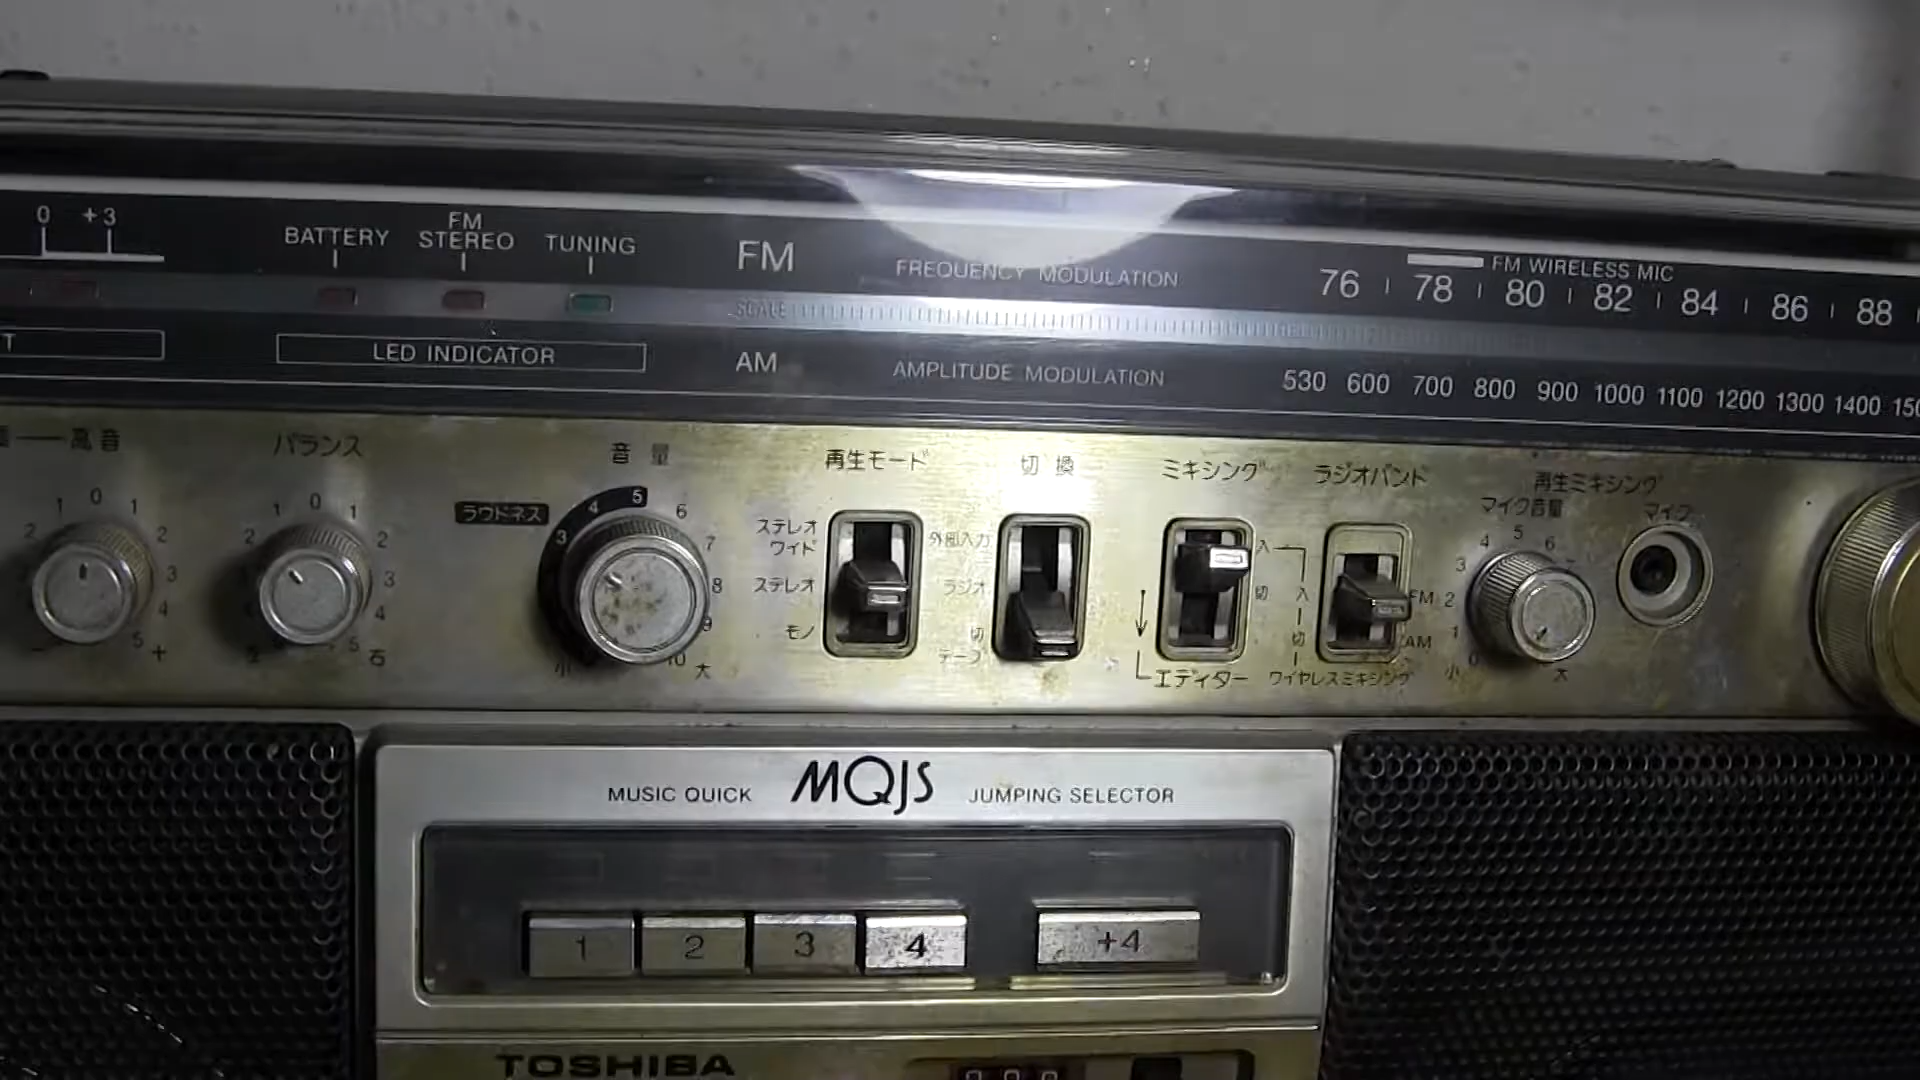 0 +3
BATTERY
FM
STEREO
TUNING
FM
FREQUENCY MODULATION
FM WIRELESS MIC
76 78 80 82 84 86 88
SCALE
T
LED INDICATOR
AM
AMPLITUDE MODULATION
530 600 700 800 900 1000 1100 1200 1300 1400
高音
2 1 0 1 2 3 4 5 +
バランス
2 1 0 1 2 3 4 5 右
音量
ラウドネス
3 4 5 6 7 8 9 10
小 大
再生モード
ステレオ
ワイド
ステレオ
モノ
切換
外部入力
ラジオ
切
テープ
ミキシング
入
切
エディター
ラジオバンド
入
切
ワイヤレスミキシング
FM
AM
再生ミキシング
マイク音量
0 1 2 3 4 5 6
小 大
マイク
MUSIC QUICK MQJS JUMPING SELECTOR
1 2 3 4 +4
TOSHIBA